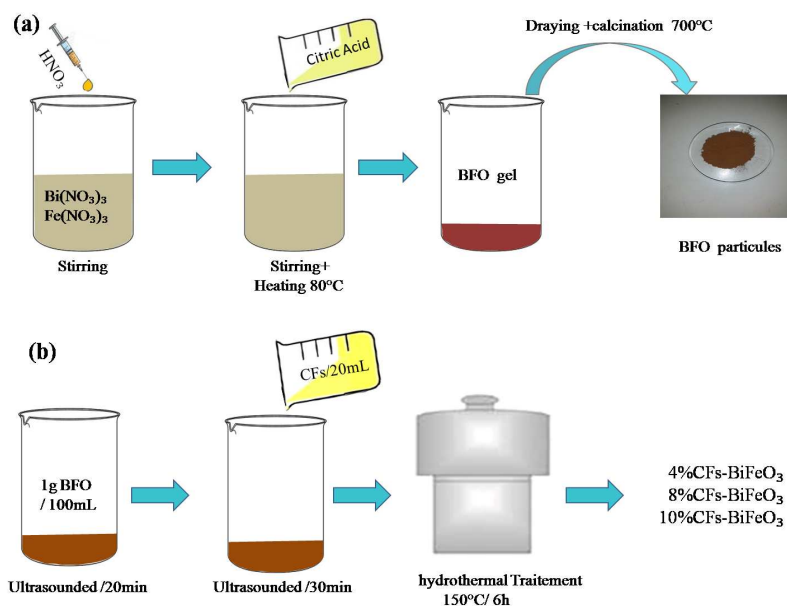 (a)
HNO₃
Citric Acid
Draying +calcination 700°C
Bi(NO₃)₃
Fe(NO₃)₃
BFO gel
Stirring
Stirring+
Heating 80°C
BFO particules
(b)
CFs/20mL
1g BFO
/ 100mL
4%CFs-BiFeO₃
8%CFs-BiFeO₃
10%CFs-BiFeO₃
Ultrasounded /20min
Ultrasounded /30min
hydrothermal Traitement
150°C/ 6h